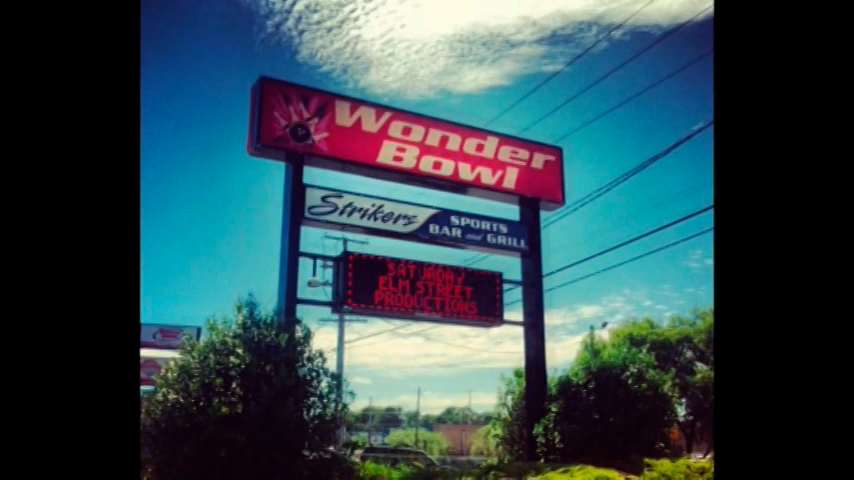 Wonder
Bowl
Strikers
SPORTS
BAR and GRILL
SATURDAY
ELM STREET
PRODUCTIONS